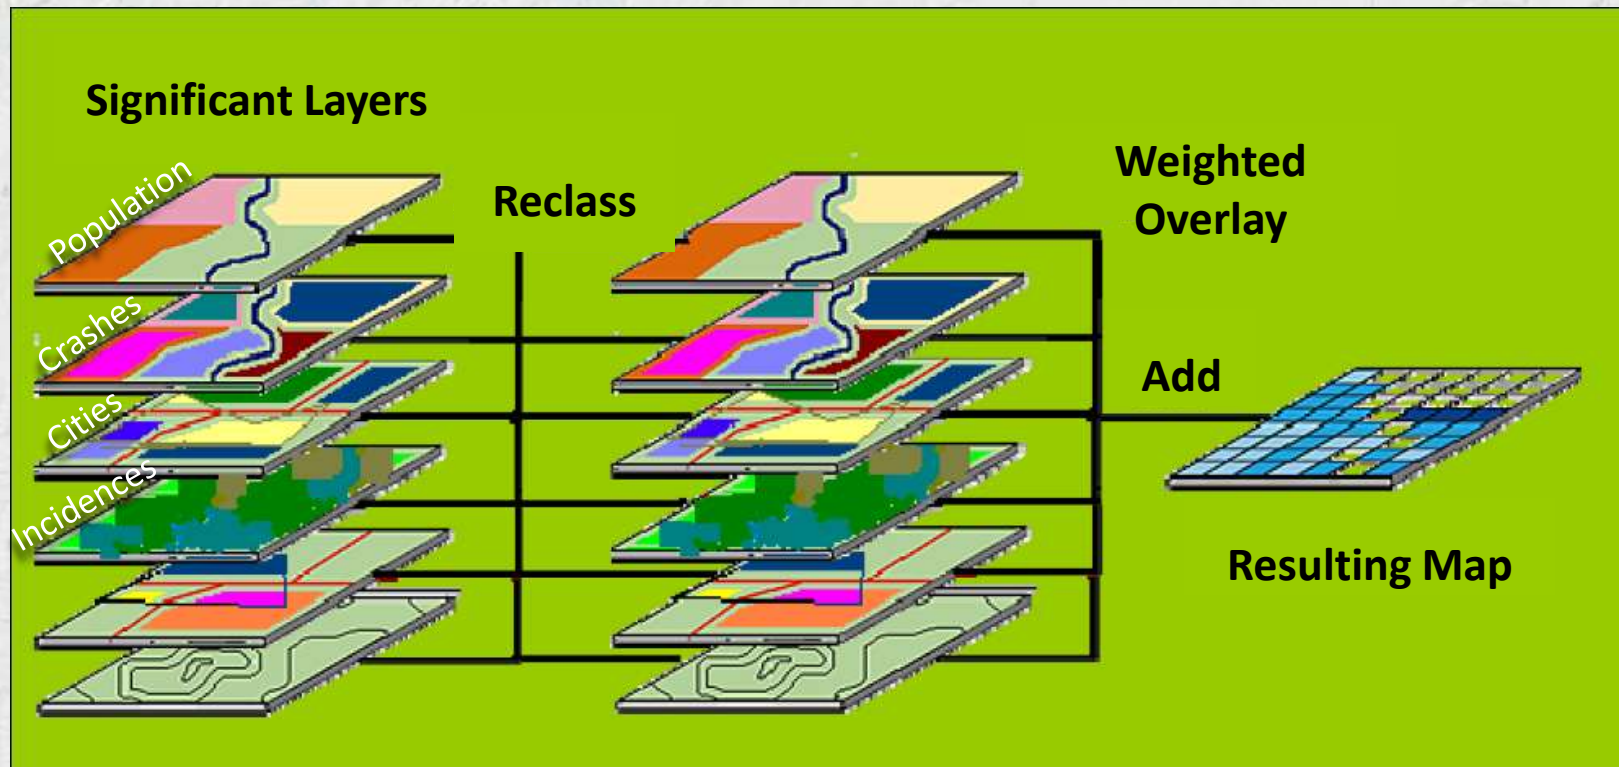 Significant Layers
Population
Crashes
Cities
Incidences
Reclass
Weighted
Overlay
Add
Resulting Map